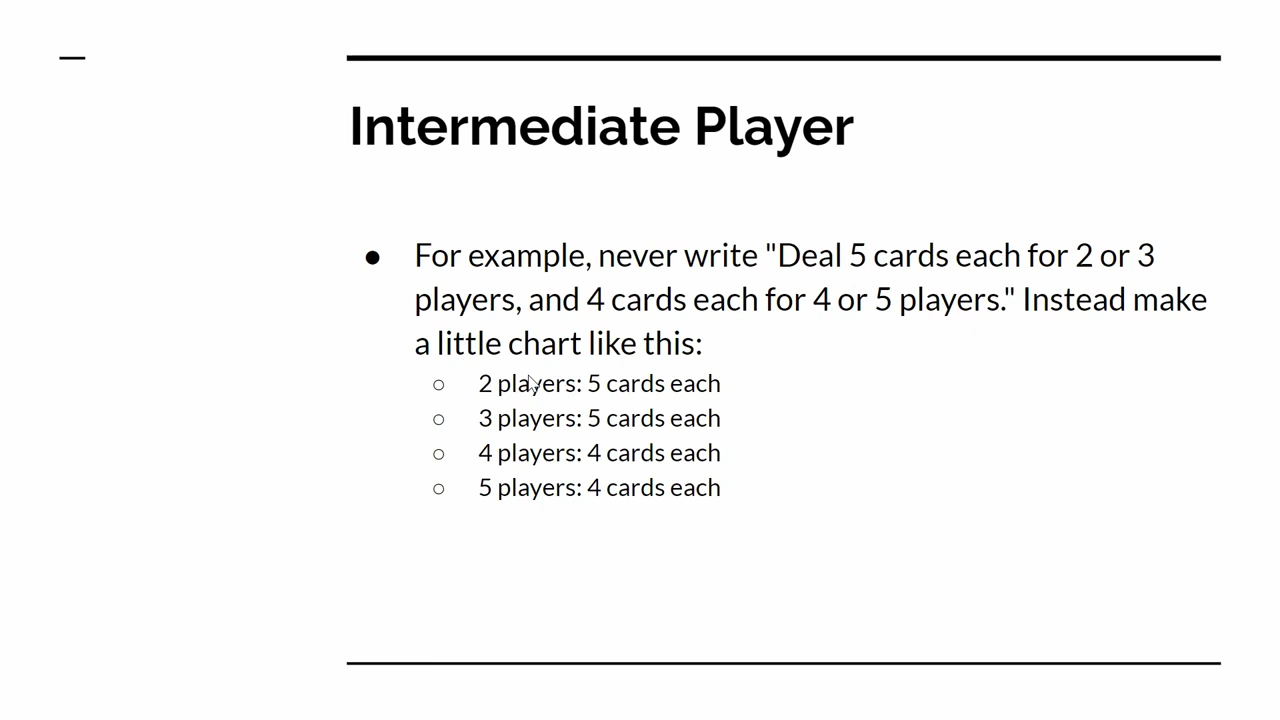 Intermediate Player
● For example, never write "Deal 5 cards each for 2 or 3
players, and 4 cards each for 4 or 5 players." Instead make
a little chart like this:
○ 2 players: 5 cards each
○ 3 players: 5 cards each
○ 4 players: 4 cards each
○ 5 players: 4 cards each